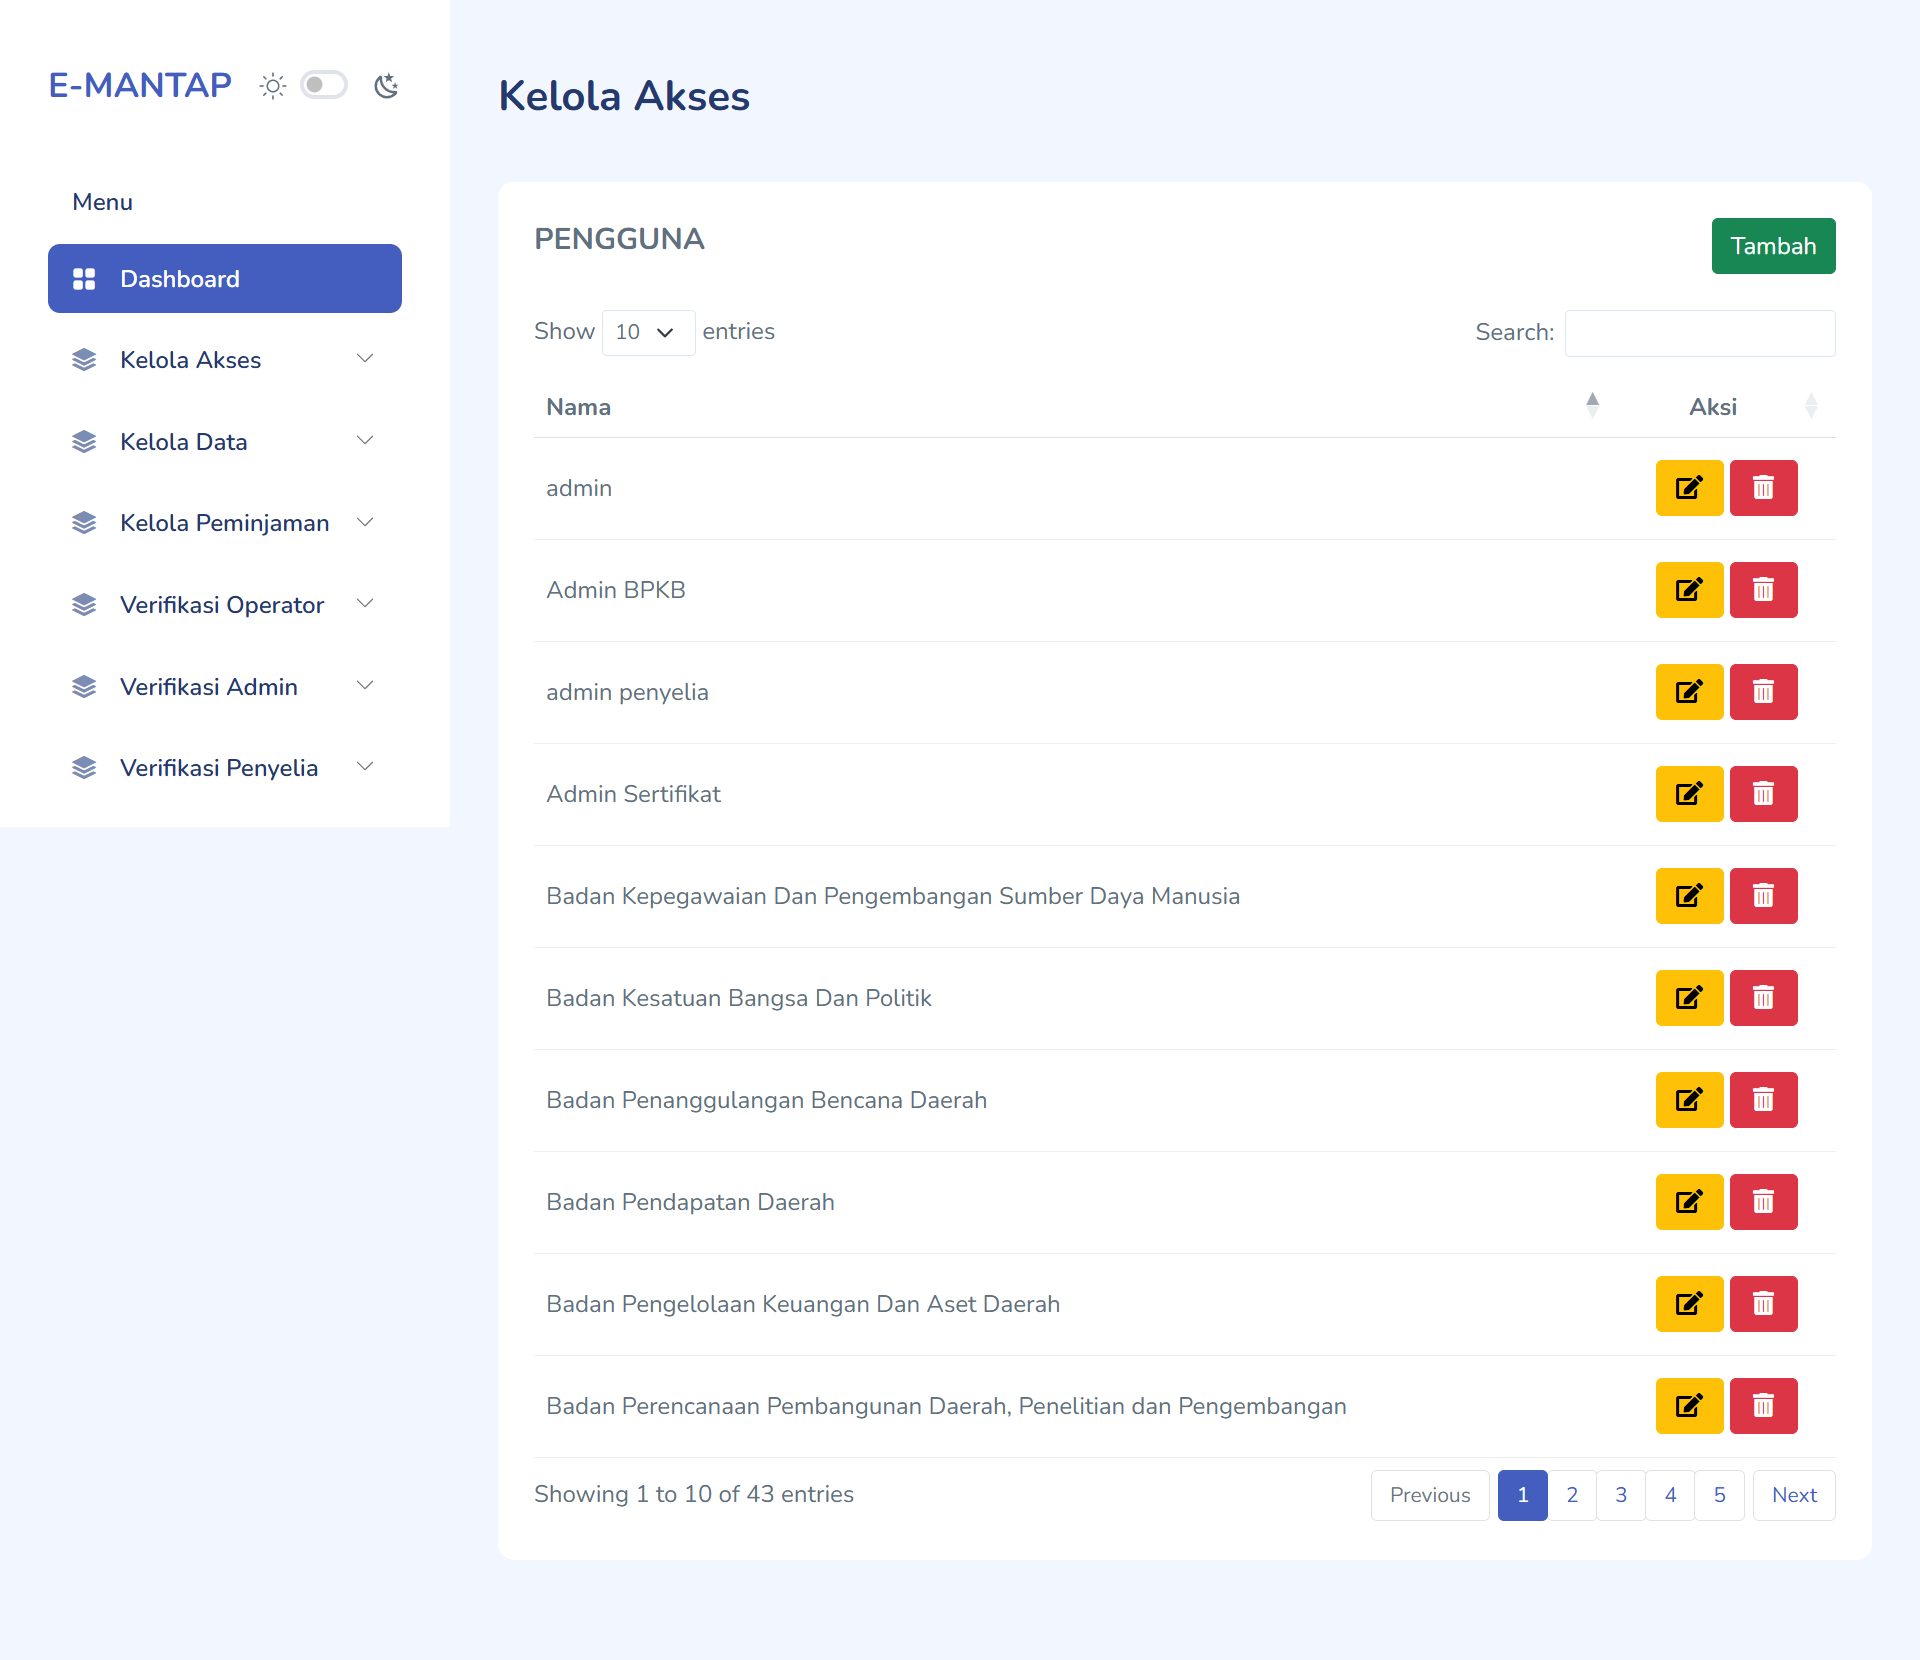 E-MANTAP
Menu
Dashboard
Kelola Akses
Kelola Data
Kelola Peminjaman
Verifikasi Operator
Verifikasi Admin
Verifikasi Penyelia
Kelola Akses
PENGGUNA
Tambah
Show 10 entries
Search:
Nama Aksi
admin
Admin BPKB
admin penyelia
Admin Sertifikat
Badan Kepegawaian Dan Pengembangan Sumber Daya Manusia
Badan Kesatuan Bangsa Dan Politik
Badan Penanggulangan Bencana Daerah
Badan Pendapatan Daerah
Badan Pengelolaan Keuangan Dan Aset Daerah
Badan Perencanaan Pembangunan Daerah, Penelitian dan Pengembangan
Showing 1 to 10 of 43 entries
Previous 1 2 3 4 5 Next